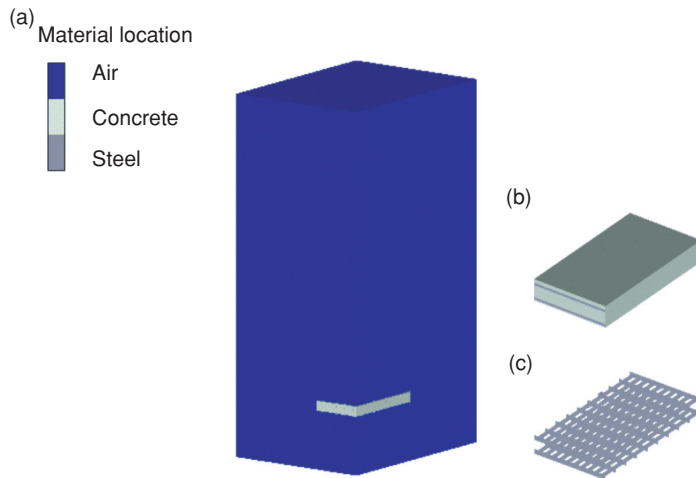 (a)
Material location
Air
Concrete
Steel
(b)
(c)